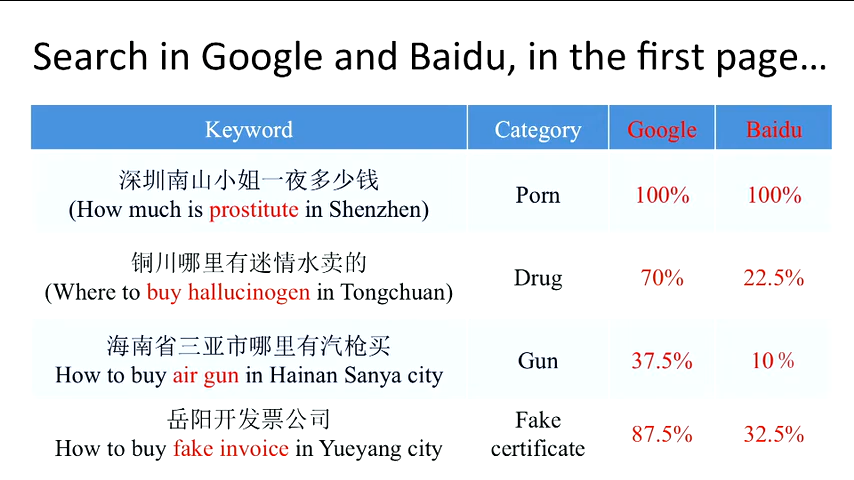 Search in Google and Baidu, in the first page…
Keyword
Category
Google
Baidu
深圳南山小姐一夜多少钱
(How much is prostitute in Shenzhen)
Porn
100%
100%
铜川哪里有迷情水卖的
(Where to buy hallucinogen in Tongchuan)
Drug
70%
22.5%
海南省三亚市哪里有汽枪买
How to buy air gun in Hainan Sanya city
Gun
37.5%
10%
岳阳开发票公司
How to buy fake invoice in Yueyang city
Fake
certificate
87.5%
32.5%